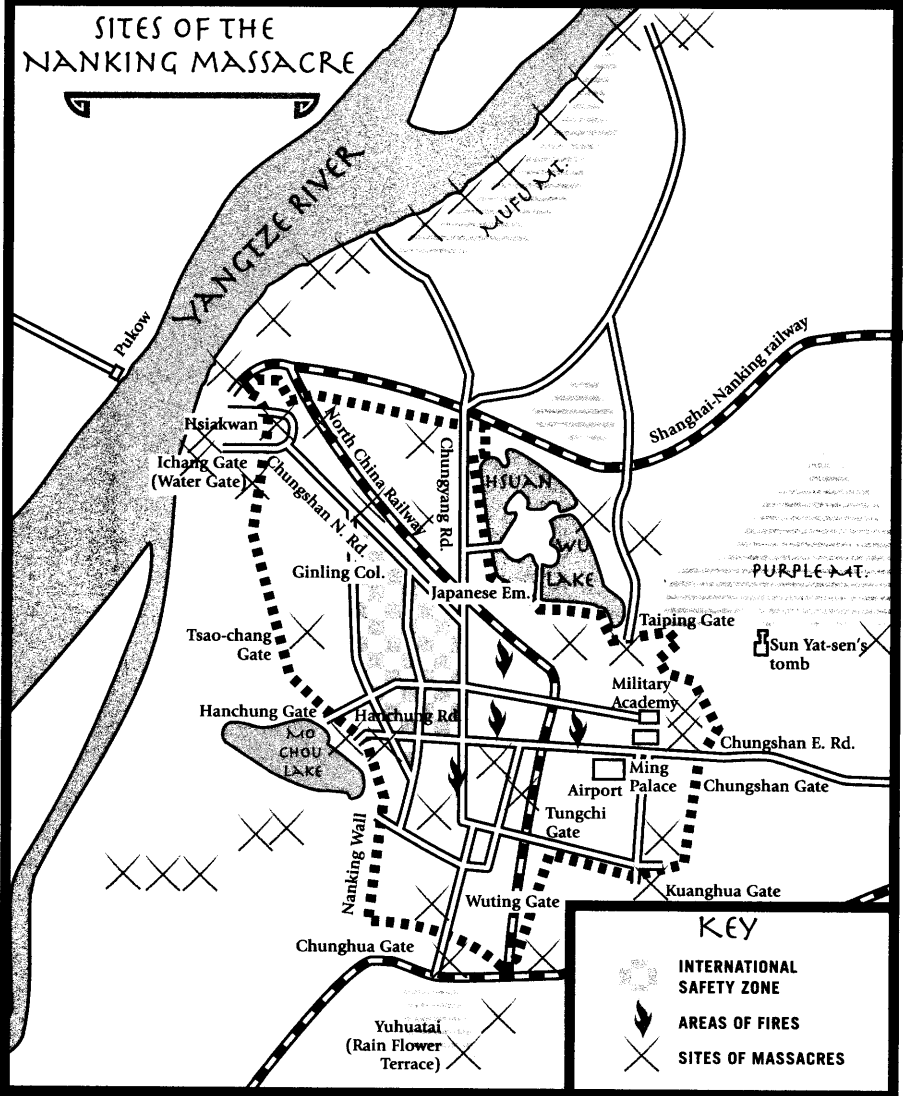 SITES OF THE
NANKING MASSACRE
YANGTZE RIVER
MUFU MT.
Pukow
Shanghai-Nanking railway
Hsiakwan
North China Railway
Ichang Gate
(Water Gate)
Chungshan N. Rd.
Chungyang Rd.
HSUAN
WU
LAKE
PURPLE MT.
Ginling Col.
Japanese Em.
Taiping Gate
Tsao-chang
Gate
Sun Yat-sen's
tomb
Military
Academy
Hanchung Gate
Hanchung Rd.
MO
CHOU
LAKE
Chungshan E. Rd.
Ming
Palace
Airport
Chungshan Gate
Tungchi
Gate
Nanking Wall
Kuanghua Gate
Wuting Gate
Chunghua Gate
Yuhuatai
(Rain Flower
Terrace)
KEY
INTERNATIONAL
SAFETY ZONE
AREAS OF FIRES
SITES OF MASSACRES